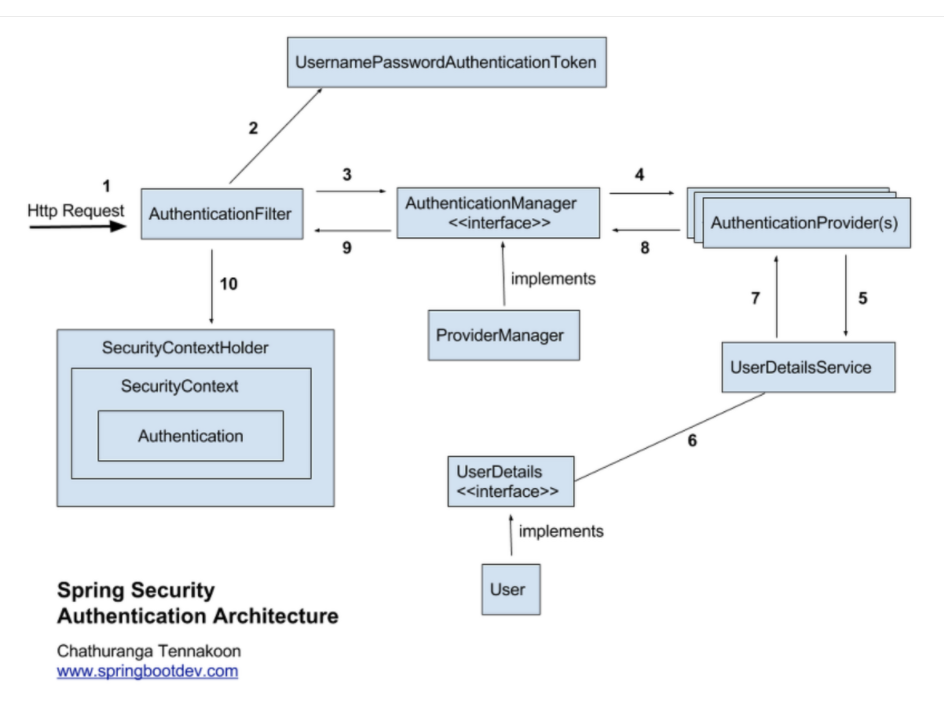 UsernamePasswordAuthenticationToken
2
1
Http Request
AuthenticationFilter
3
9
AuthenticationManager
<<interface>>
4
8
AuthenticationProvider(s)
10
implements
ProviderManager
7
5
UserDetailsService
SecurityContextHolder
SecurityContext
Authentication
6
UserDetails
<<interface>>
implements
User
Spring Security
Authentication Architecture
Chathuranga Tennakoon
www.springbootdev.com